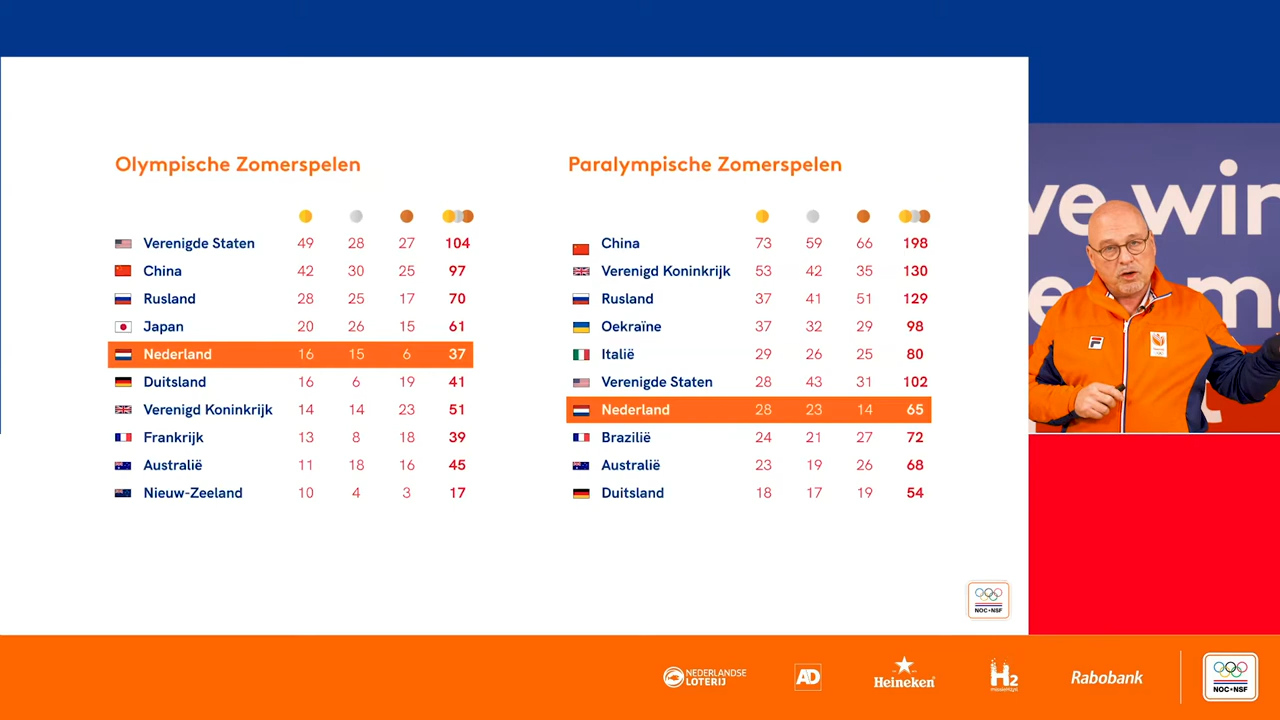 Olympische Zomerspelen
Verenigde Staten 49 28 27 104
China 42 30 25 97
Rusland 28 25 17 70
Japan 20 26 15 61
Nederland 16 15 6 37
Duitsland 16 6 19 41
Verenigd Koninkrijk 14 14 23 51
Frankrijk 13 8 18 39
Australië 11 18 16 45
Nieuw-Zeeland 10 4 3 17
Paralympische Zomerspelen
China 73 59 66 198
Verenigd Koninkrijk 53 42 35 130
Rusland 37 41 51 129
Oekraïne 37 32 29 98
Italië 29 26 25 80
Verenigde Staten 28 43 31 102
Nederland 28 23 14 65
Brazilië 24 21 27 72
Australië 23 19 26 68
Duitsland 18 17 19 54
NOC*NSF
win
FILA
NEDERLANDSE
LOTERIJ
AD
Heineken
H2
Rabobank
NOC*NSF